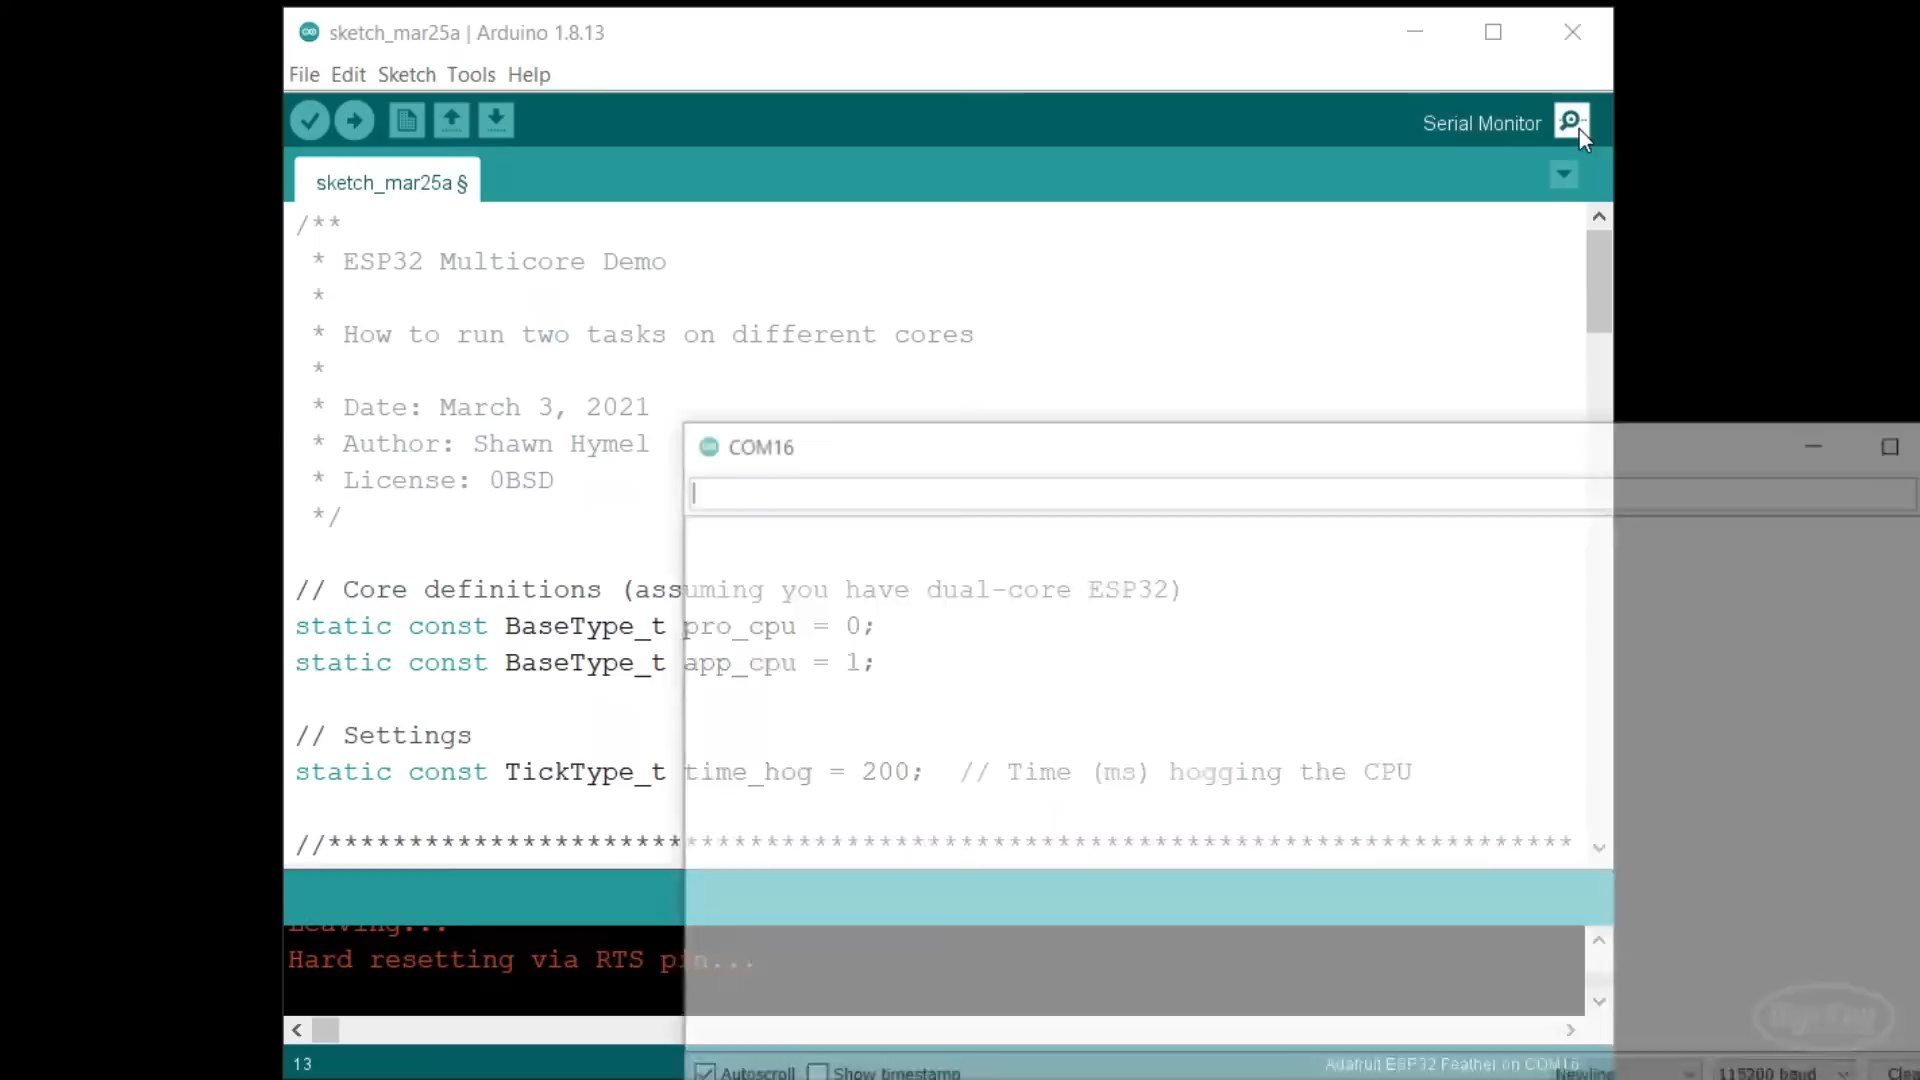 sketch_mar25a | Arduino 1.8.13
File Edit Sketch Tools Help
Serial Monitor
sketch_mar25a §
/**
* ESP32 Multicore Demo
*
* How to run two tasks on different cores
*
* Date: March 3, 2021
* Author: Shawn Hymel
* License: 0BSD
*/
COM16
// Core definitions (assuming you have dual-core ESP32)
static const BaseType_t pro_cpu = 0;
static const BaseType_t app_cpu = 1;
// Settings
static const TickType_t time_hog = 200;  // Time (ms) hogging the CPU
//*****************************************************************************
Leaving...
Hard resetting via RTS pin...
13
Adafruit ESP32 Feather on COM16
Autoscroll Show timestamp
Newline
115200 baud